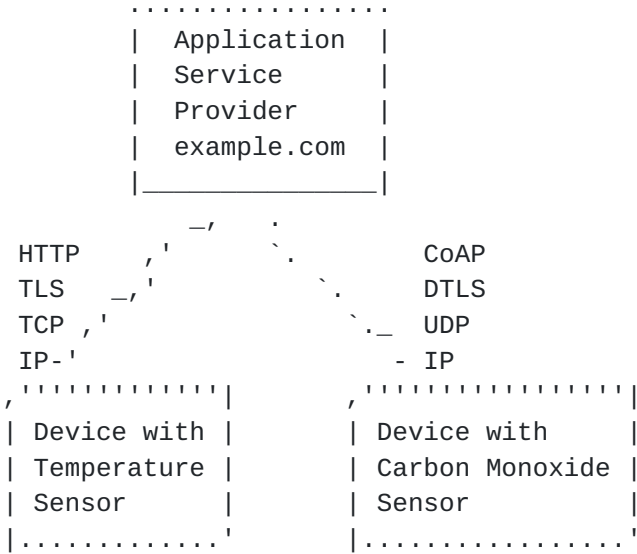 Application
Service
Provider
example.com
HTTP CoAP
TLS DTLS
TCP UDP
IP IP
Device with Device with
Temperature Carbon Monoxide
Sensor Sensor